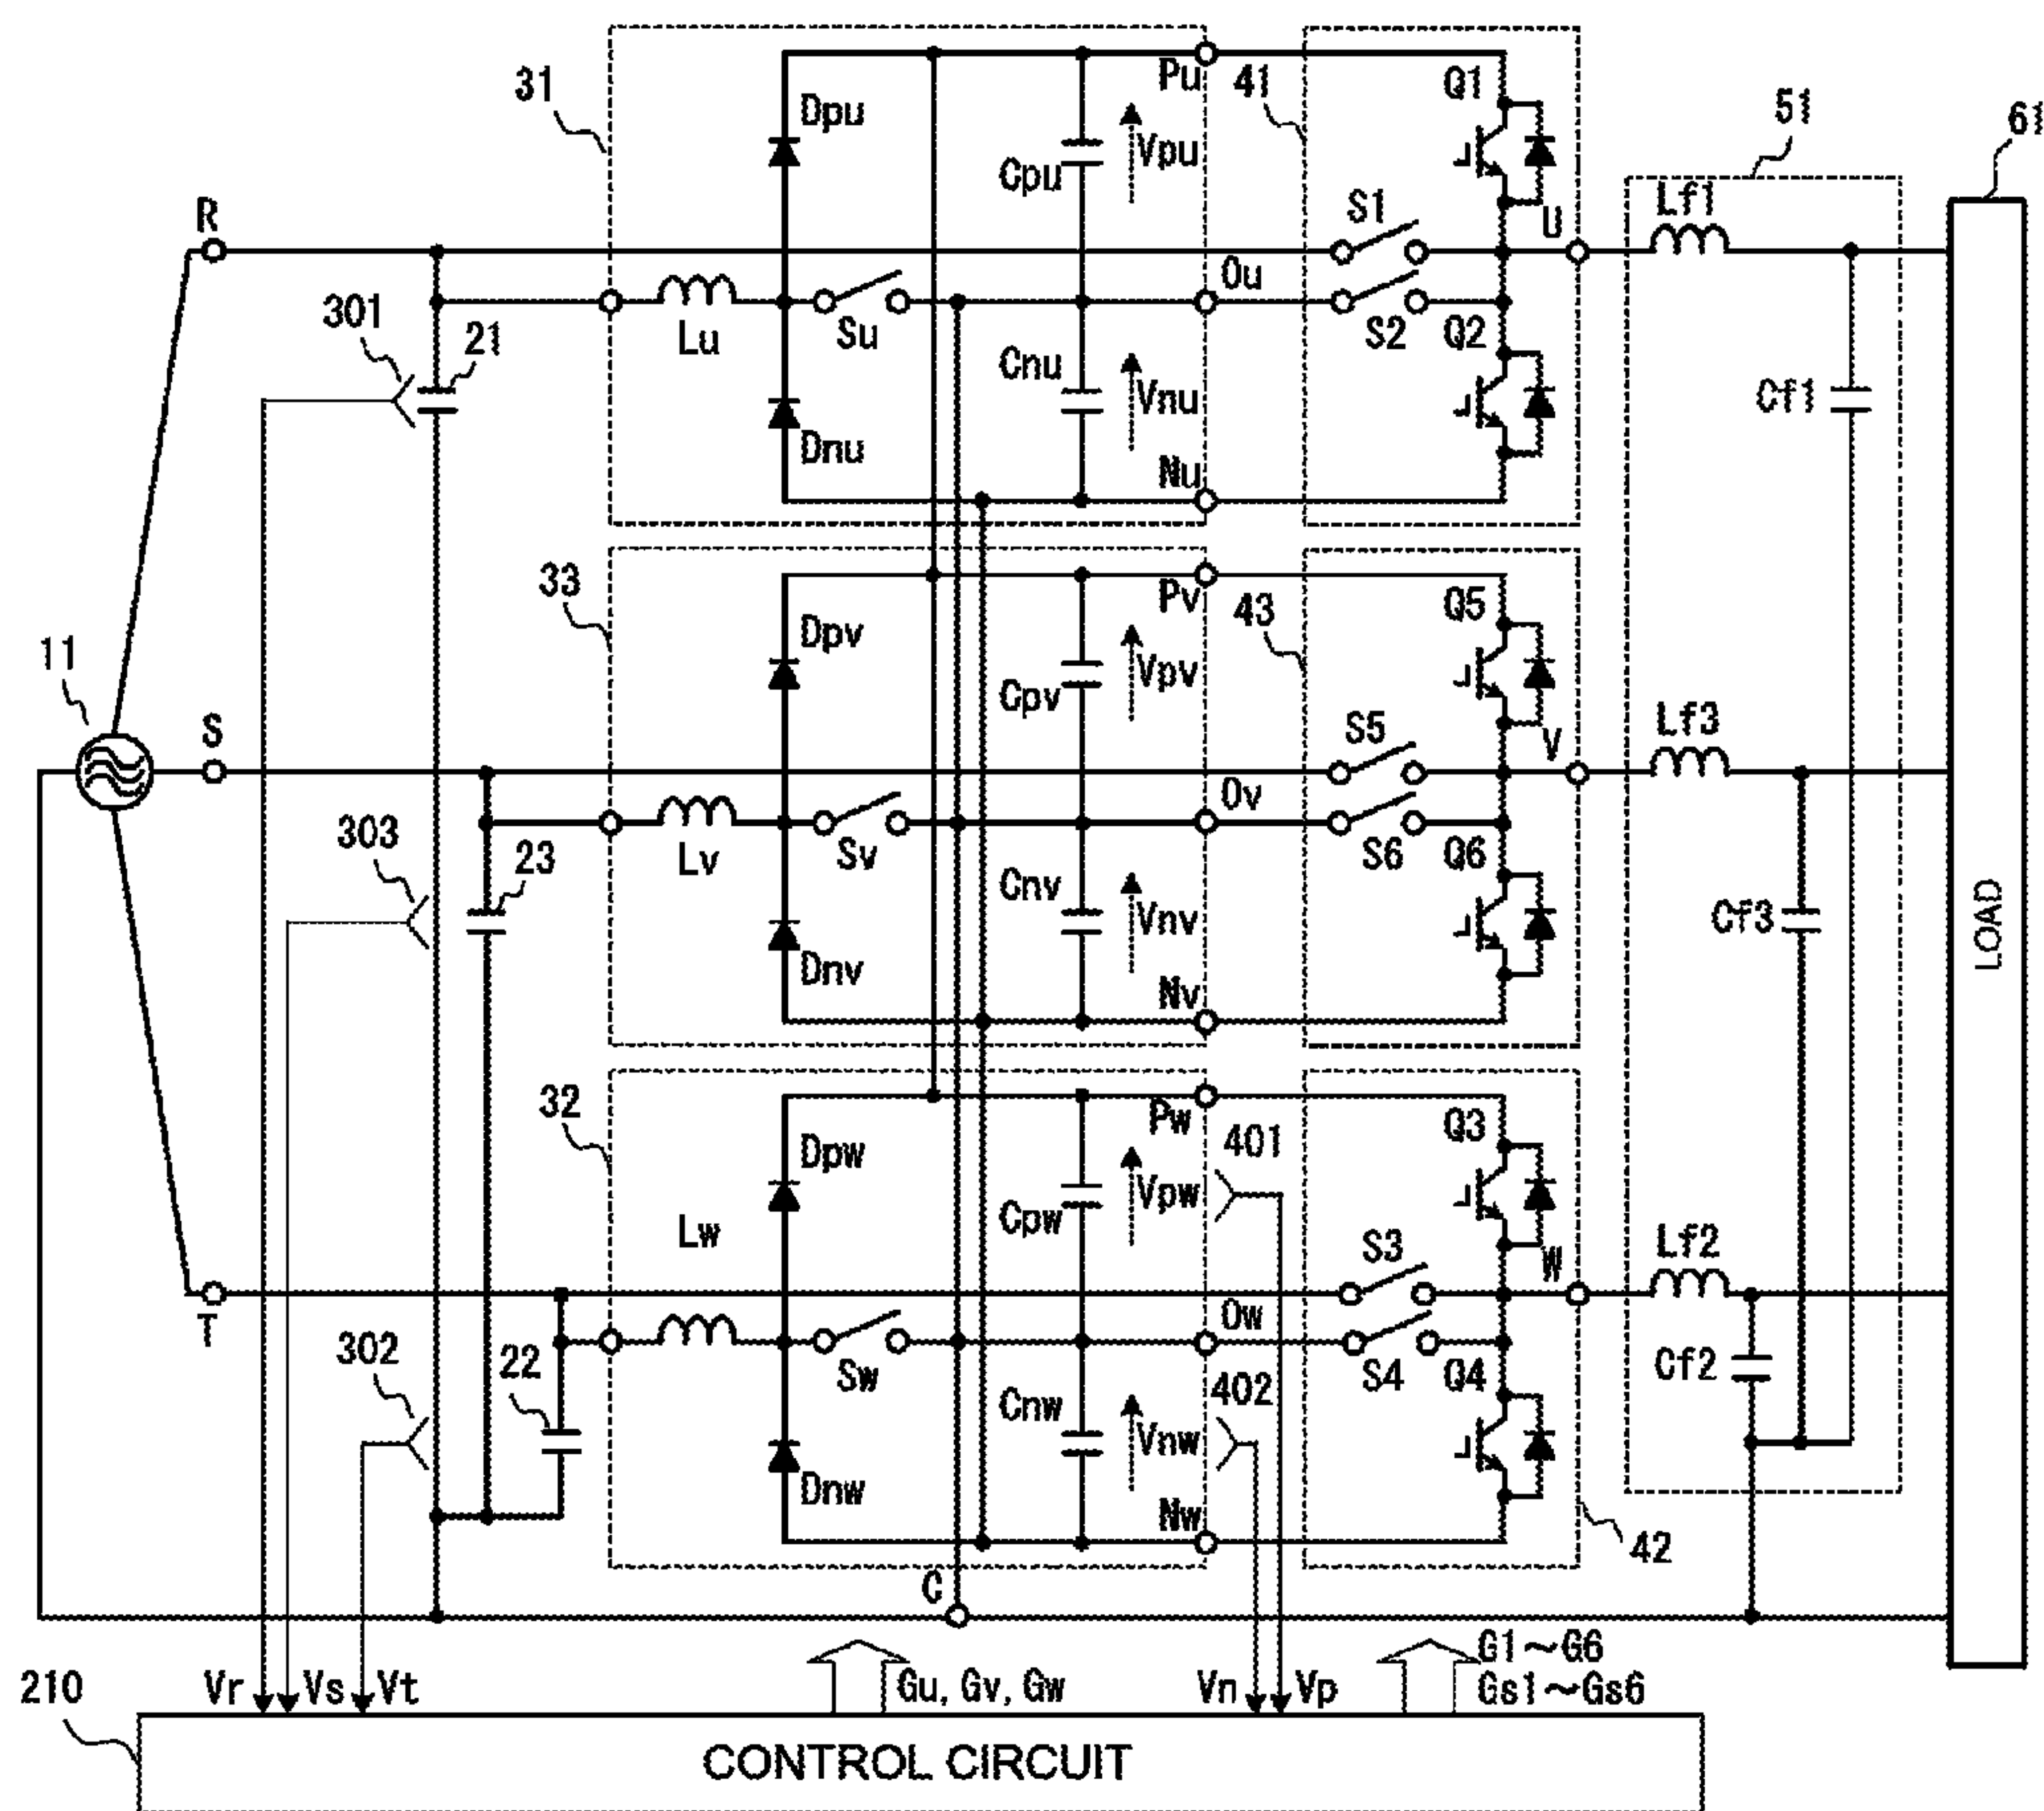 31
Dpu
Pu
41
Q1
51
61
Cpu
Vpu
R
S1
U
Lf1
Ou
301
21
Lu
Su
S2
Q2
Cnu
Vnu
Cf1
Dnu
Nu
33
Dpv
Pv
43
Q5
11
Cpv
Vpv
S
S5
V
Lf3
Ov
303
23
Lv
Sv
S6
Q6
Cnv
Vnv
Cf3
LOAD
Dnv
Nv
32
Dpw
Pw
401
Q3
Lw
Cpw
Vpw
S3
W
Lf2
T
Ow
302
22
Sw
S4
Q4
Cf2
Cnw
Vnw
402
Dnw
Nw
42
C
210
Vr
Vs
Vt
Gu, Gv, Gw
Vn
Vp
G1～G6
Gs1～Gs6
CONTROL CIRCUIT